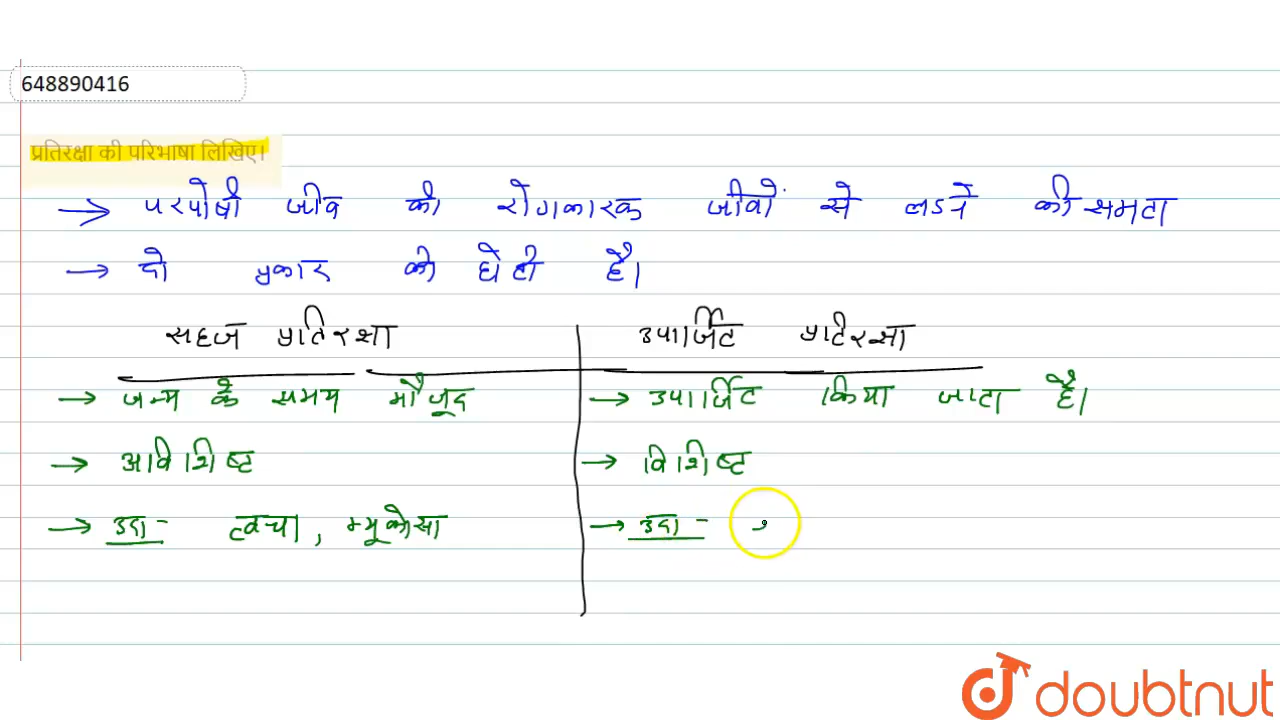 648890416
प्रतिरक्षा की परिभाषा लिखिए।
→ परपोषी जीव की रोगकारक जीवों से लडने की क्षमता
→ दो प्रकार की होती है।
सहज प्रतिरक्षा
उपार्जित प्रतिरक्षा
→ जन्म के समय मौजूद
→ उपार्जित किया जाता है।
→ अविशिष्ट
→ विशिष्ट
→ उदा - त्वचा, म्यूकोसा
→ उदा -
doubtnut